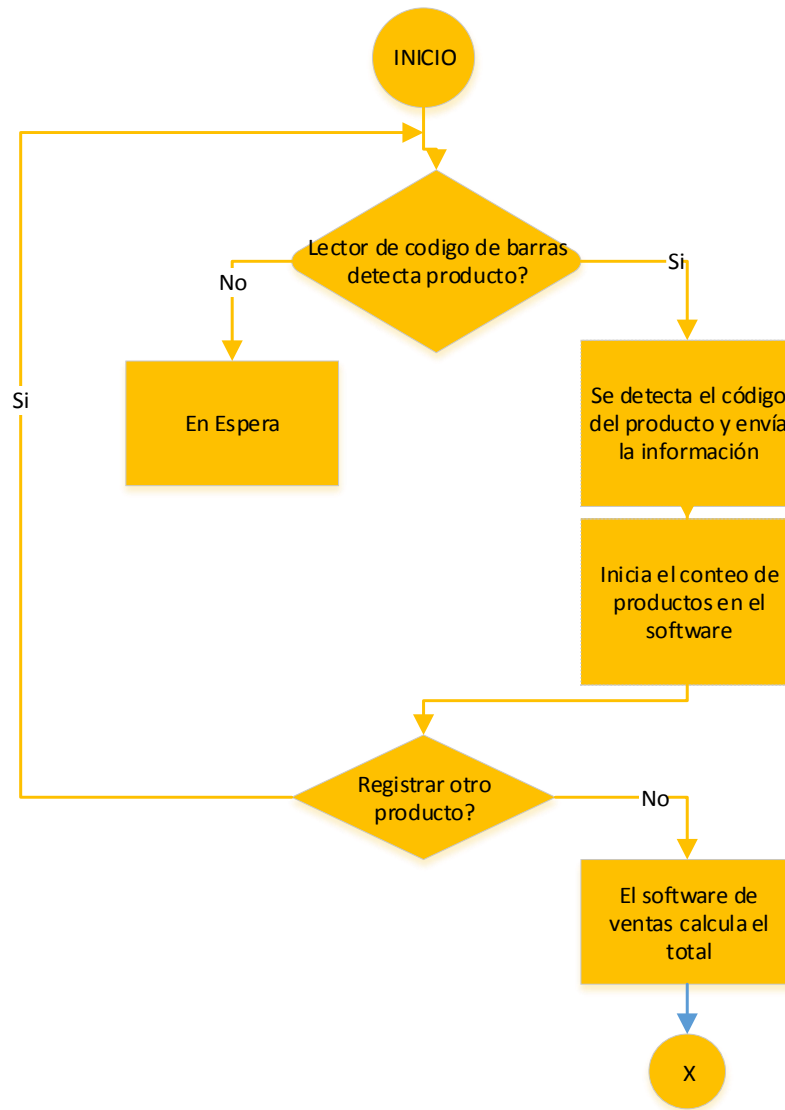 INICIO
Lector de codigo de barras
detecta producto?
No
Si
En Espera
Se detecta el código
del producto y envía
la información
Si
Inicia el conteo de
productos en el
software
Registrar otro
producto?
No
El software de
ventas calcula el
total
X